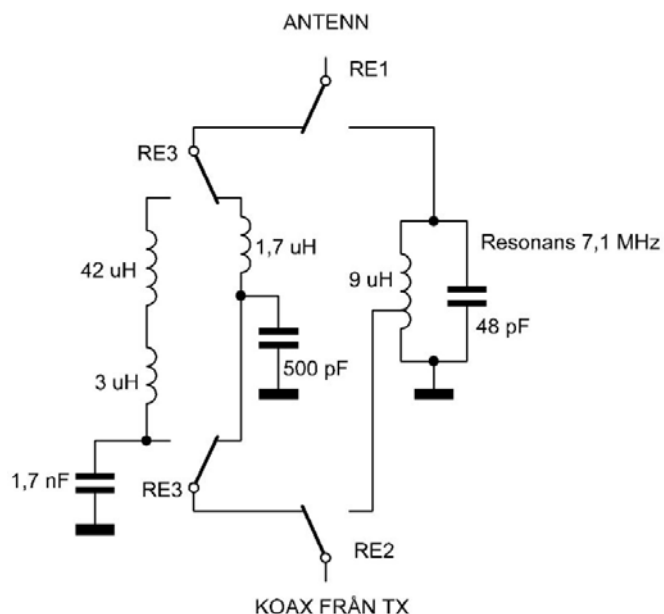 ANTENN
RE1
RE3
1,7 uH
Resonans 7,1 MHz
42 uH
9 uH
48 pF
500 pF
3 uH
1,7 nF
RE3
RE2
KOAX FRÅN TX